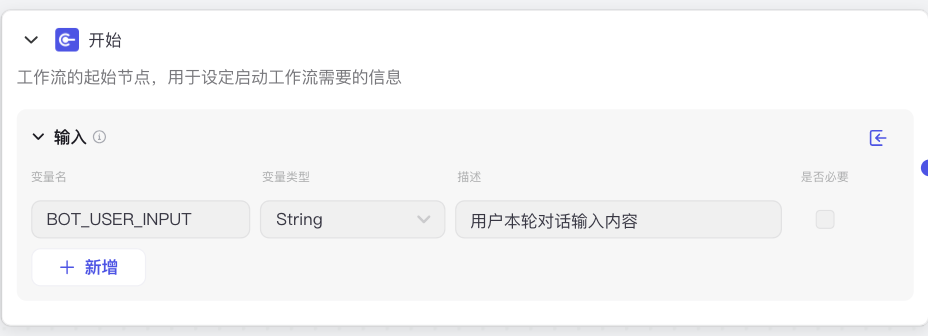 开始
工作流的起始节点，用于设定启动工作流需要的信息
输入
变量名 变量类型 描述 是否必要
BOT_USER_INPUT String 用户本轮对话输入内容
+ 新增